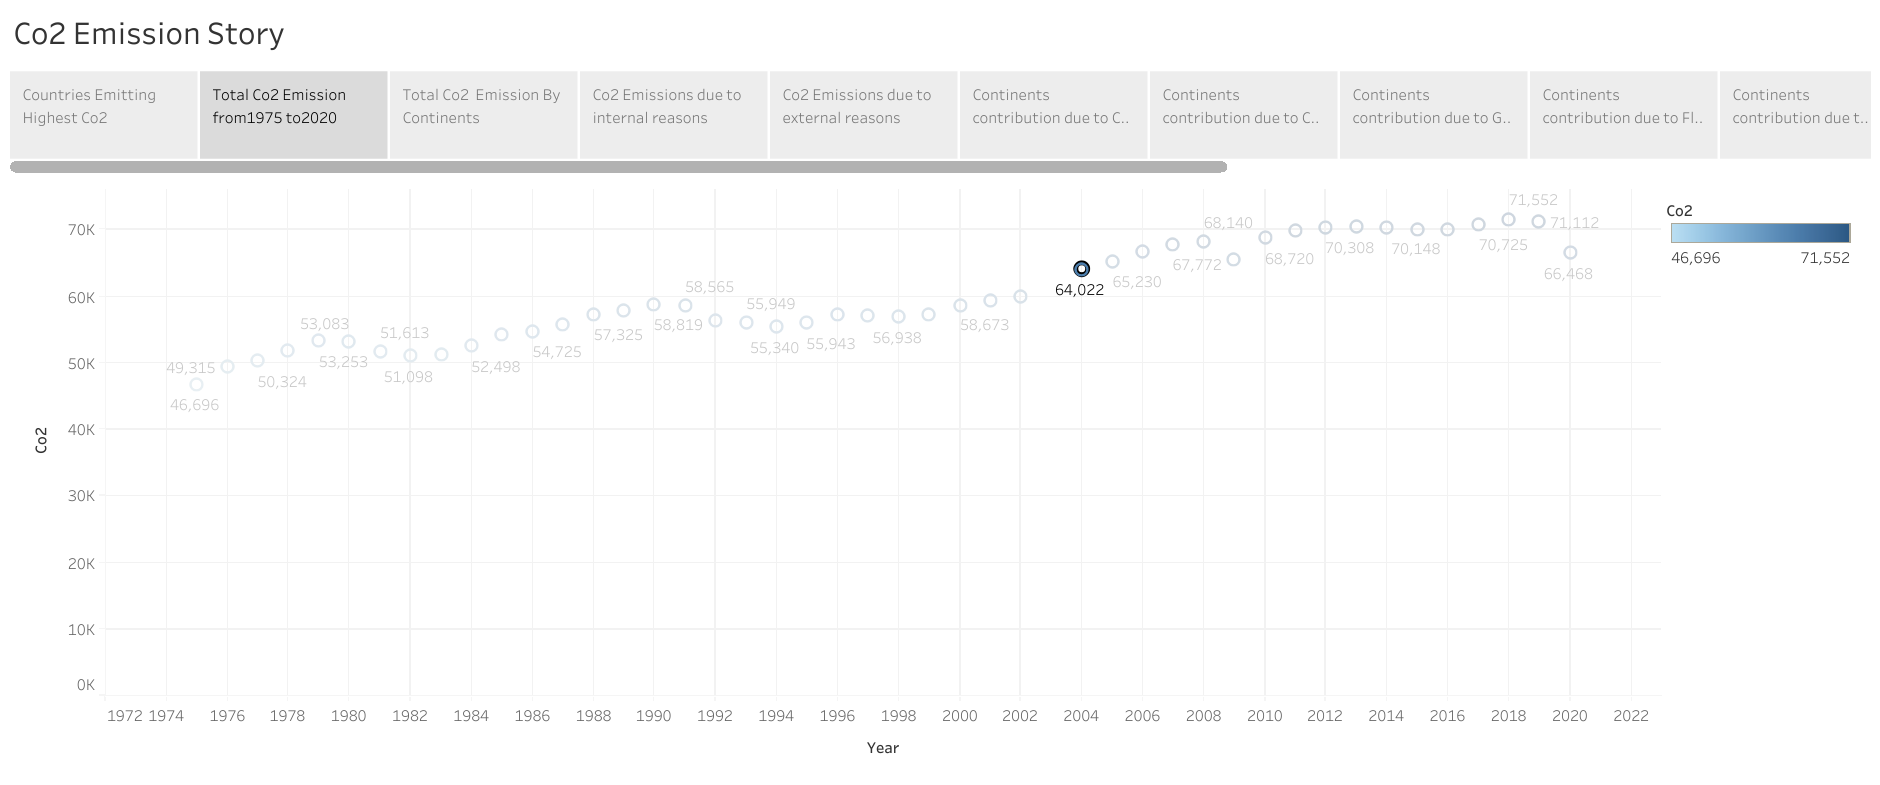 Co2 Emission Story
Countries Emitting
Highest Co2
Total Co2 Emission
from1975 to2020
Total Co2  Emission By
Continents
Co2 Emissions due to
internal reasons
Co2 Emissions due to
external reasons
Continents
contribution due to C..
Continents
contribution due to C..
Continents
contribution due to G..
Continents
contribution due to Fl..
Continents
contribution due t..
Co2
46,696 71,552
70K
60K
50K
40K
30K
20K
10K
0K
Co2
49,315
46,696
50,324
53,083
53,253
51,613
51,098
52,498
54,725
57,325
58,819
58,565
55,949
55,340
55,943
56,938
58,673
64,022
65,230
67,772
68,140
68,720
70,308
70,148
70,725
71,552
71,112
66,468
1972 1974 1976 1978 1980 1982 1984 1986 1988 1990 1992 1994 1996 1998 2000 2002 2004 2006 2008 2010 2012 2014 2016 2018 2020 2022
Year